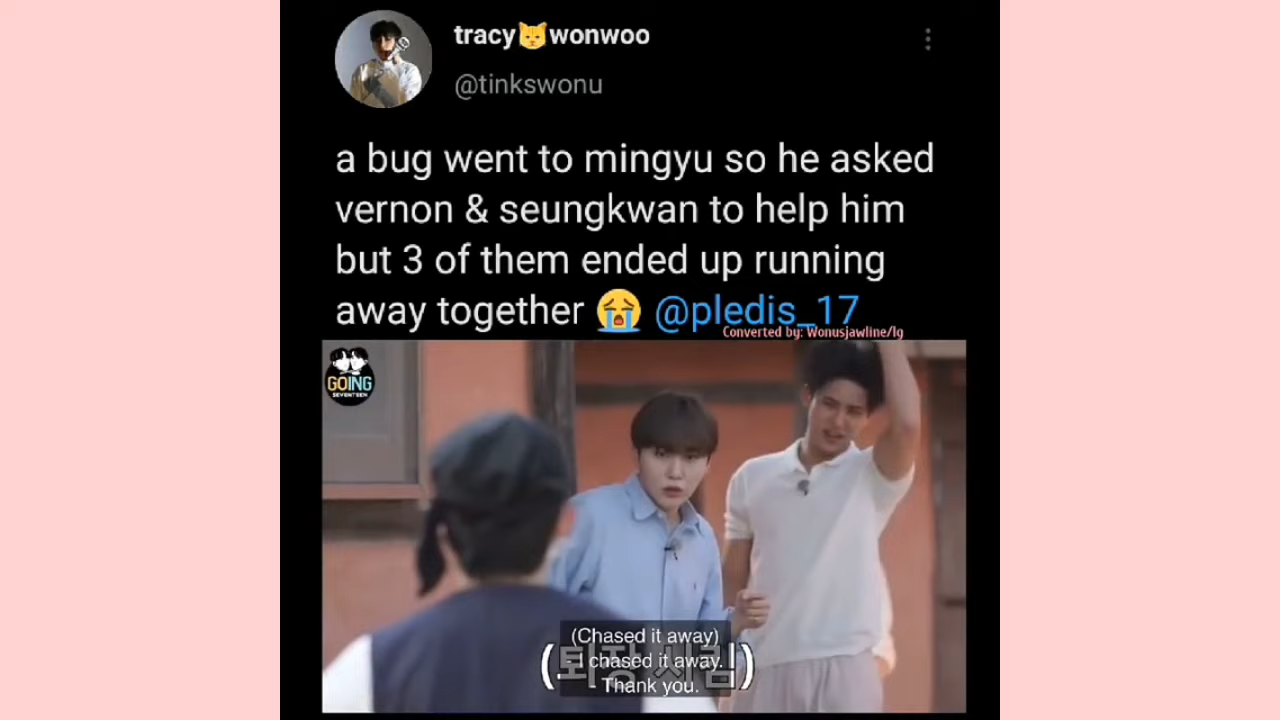 tracy🐱wonwoo
@tinkswonu
a bug went to mingyu so he asked
vernon & seungkwan to help him
but 3 of them ended up running
away together 😭 @pledis_17
Converted by: Wonusjawline/Ig
GOING
SEVENTEEN
(Chased it away)
- I chased it away.
- Thank you.